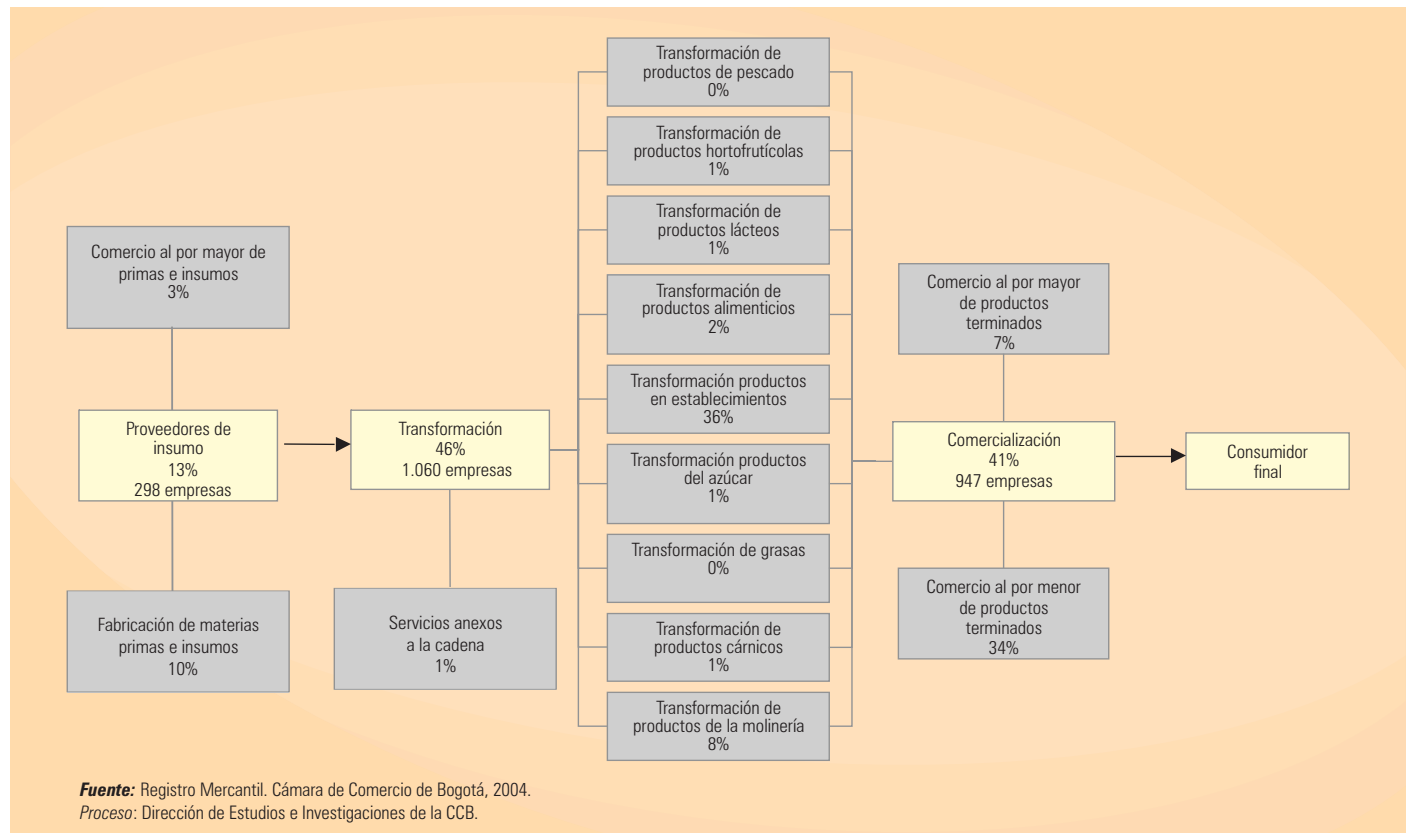 Comercio al por mayor de
primas e insumos
3%
Proveedores de
insumo
13%
298 empresas
Fabricación de materias
primas e insumos
10%
Transformación
46%
1.060 empresas
Servicios anexos
a la cadena
1%
Transformación de
productos de pescado
0%
Transformación de
productos hortofrutícolas
1%
Transformación de
productos lácteos
1%
Transformación de
productos alimenticios
2%
Transformación productos
en establecimientos
36%
Transformación productos
del azúcar
1%
Transformación de grasas
0%
Transformación de
productos cárnicos
1%
Transformación de
productos de la molinería
8%
Comercio al por mayor
de productos
terminados
7%
Comercialización
41%
947 empresas
Comercio al por menor
de productos
terminados
34%
Consumidor
final
Fuente: Registro Mercantil. Cámara de Comercio de Bogotá, 2004.
Proceso: Dirección de Estudios e Investigaciones de la CCB.